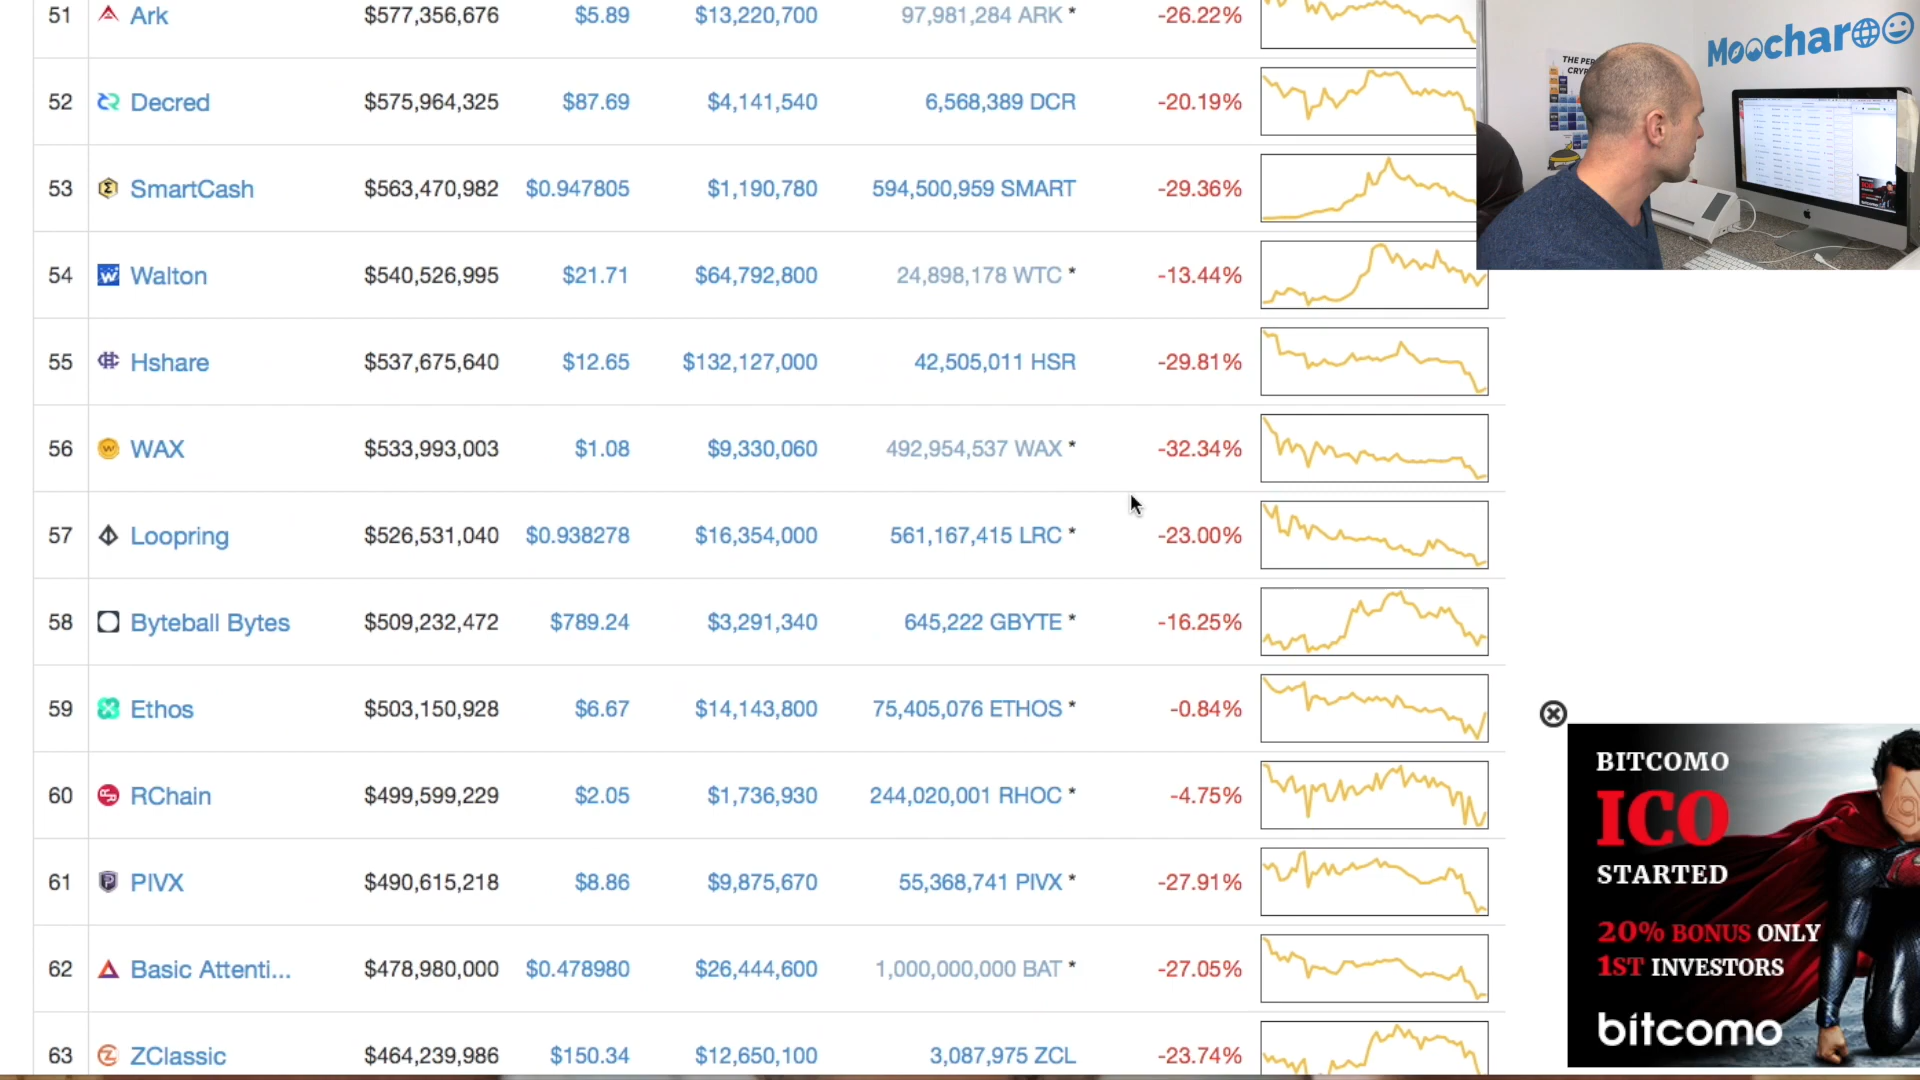 51 Ark $577,356,676 $5.89 $13,220,700 97,981,284 ARK * -26.22%
52 Decred $575,964,325 $87.69 $4,141,540 6,568,389 DCR -20.19%
53 SmartCash $563,470,982 $0.947805 $1,190,780 594,500,959 SMART -29.36%
54 Walton $540,526,995 $21.71 $64,792,800 24,898,178 WTC * -13.44%
55 Hshare $537,675,640 $12.65 $132,127,000 42,505,011 HSR -29.81%
56 WAX $533,993,003 $1.08 $9,330,060 492,954,537 WAX * -32.34%
57 Loopring $526,531,040 $0.938278 $16,354,000 561,167,415 LRC * -23.00%
58 Byteball Bytes $509,232,472 $789.24 $3,291,340 645,222 GBYTE * -16.25%
59 Ethos $503,150,928 $6.67 $14,143,800 75,405,076 ETHOS * -0.84%
60 RChain $499,599,229 $2.05 $1,736,930 244,020,001 RHOC * -4.75%
61 PIVX $490,615,218 $8.86 $9,875,670 55,368,741 PIVX * -27.91%
62 Basic Attenti... $478,980,000 $0.478980 $26,444,600 1,000,000,000 BAT * -27.05%
63 ZClassic $464,239,986 $150.34 $12,650,100 3,087,975 ZCL -23.74%
Moocharoo
THE PER
CRYP
BITCOMO
ICO
STARTED
20% BONUS ONLY
1ST INVESTORS
bitcomo